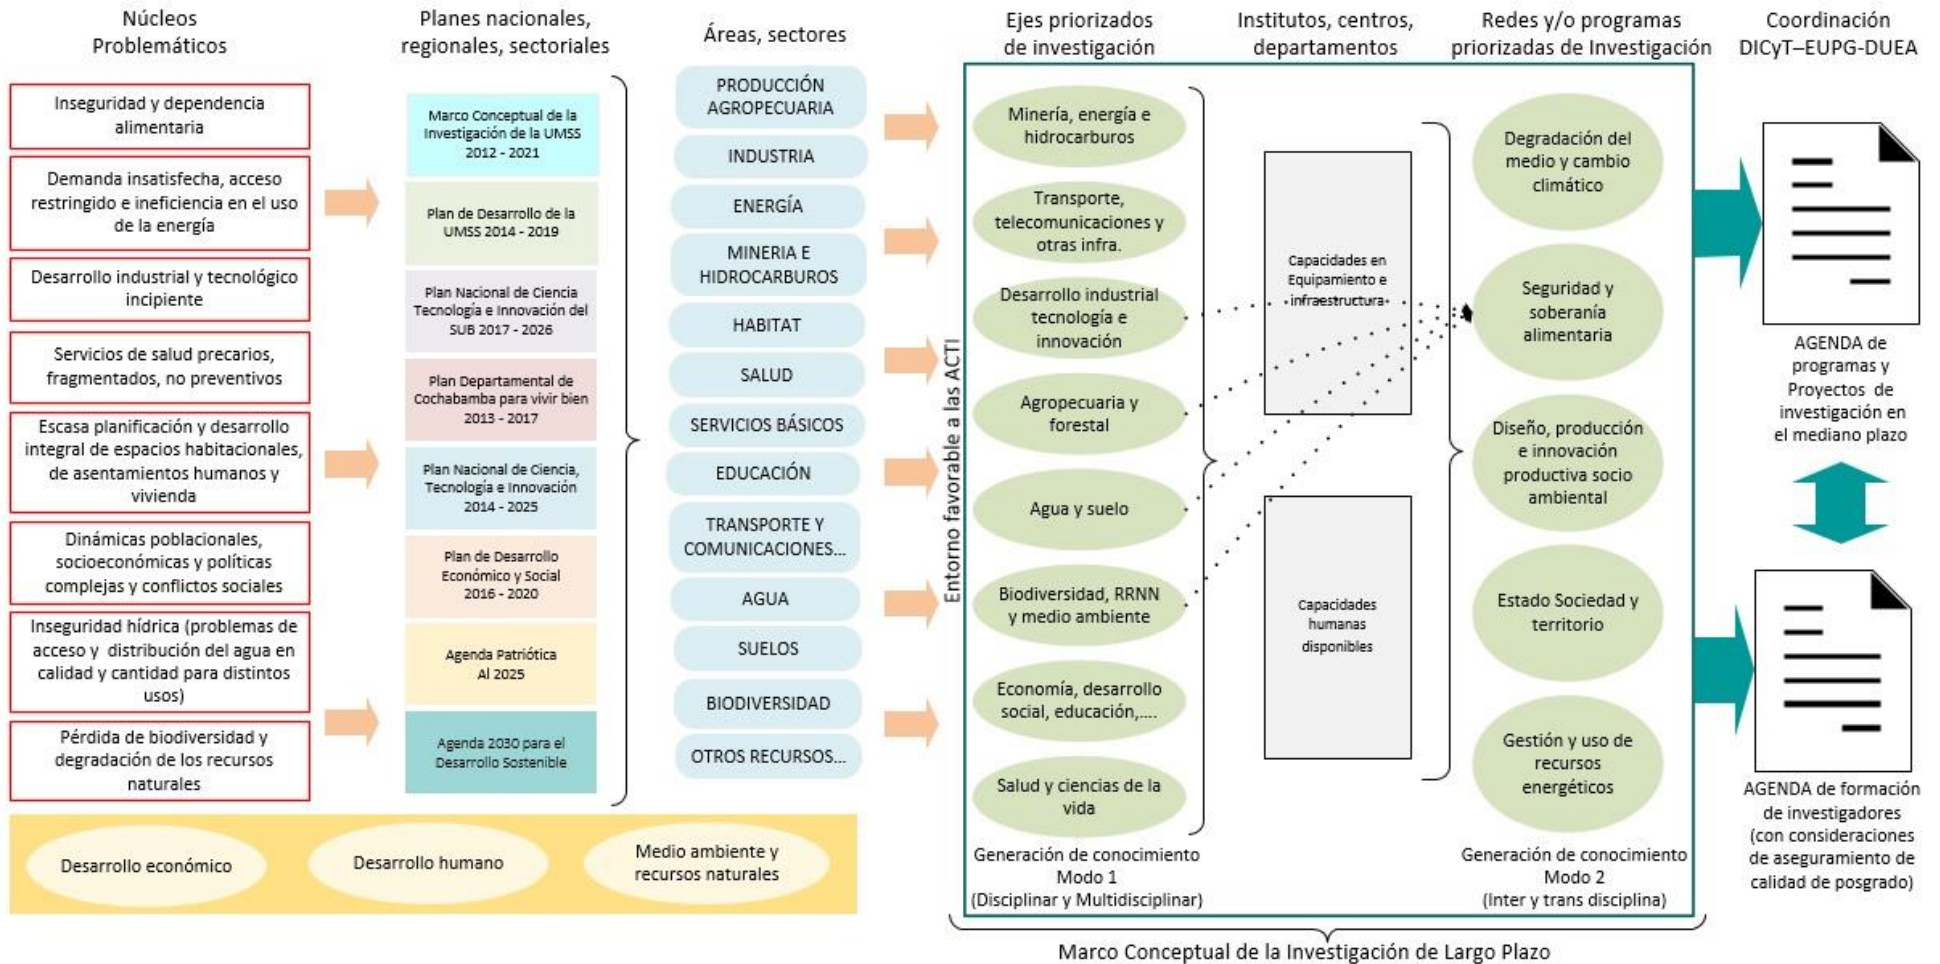 Núcleos
Problemáticos
Inseguridad y dependencia
alimentaria
Demanda insatisfecha, acceso
restringido e ineficiencia en el uso
de la energía
Desarrollo industrial y tecnológico
incipiente
Servicios de salud precarios,
fragmentados, no preventivos
Escasa planificación y desarrollo
integral de espacios habitacionales,
de asentamientos humanos y
vivienda
Dinámicas poblacionales,
socioeconómicas y políticas
complejas y conflictos sociales
Inseguridad hídrica (problemas de
acceso y distribución del agua en
calidad y cantidad para distintos
usos)
Pérdida de biodiversidad y
degradación de los recursos
naturales
Desarrollo económico
Desarrollo humano
Medio ambiente y
recursos naturales
Planes nacionales,
regionales, sectoriales
Marco Conceptual de la
Investigación de la UMSS
2012 - 2021
Plan de Desarrollo de la
UMSS 2014 - 2019
Plan Nacional de Ciencia
Tecnología e Innovación del
SUB 2017 - 2026
Plan Departamental de
Cochabamba para vivir bien
2013 - 2017
Plan Nacional de Ciencia,
Tecnología e Innovación
2014 - 2025
Plan de Desarrollo
Económico y Social
2016 - 2020
Agenda Patriótica
Al 2025
Agenda 2030 para el
Desarrollo Sostenible
Áreas, sectores
PRODUCCIÓN
AGROPECUARIA
INDUSTRIA
ENERGÍA
MINERIA E
HIDROCARBUROS
HABITAT
SALUD
SERVICIOS BÁSICOS
EDUCACIÓN
TRANSPORTE Y
COMUNICACIONES...
AGUA
SUELOS
BIODIVERSIDAD
OTROS RECURSOS...
Entorno favorable a las ACTI
Ejes priorizados
de investigación
Minería, energía e
hidrocarburos
Transporte,
telecomunicaciones y
otras infra.
Desarrollo industrial
tecnología e
innovación
Agropecuaria y
forestal
Agua y suelo
Biodiversidad, RRNN
y medio ambiente
Economía, desarrollo
social, educación,....
Salud y ciencias de la
vida
Generación de conocimiento
Modo 1
(Disciplinar y Multidisciplinar)
Institutos, centros,
departamentos
Capacidades en
Equipamiento e
infraestructura
Capacidades
humanas
disponibles
Redes y/o programas
priorizadas de Investigación
Degradación del
medio y cambio
climático
Seguridad y
soberanía
alimentaria
Diseño, producción
e innovación
productiva socio
ambiental
Estado Sociedad y
territorio
Gestión y uso de
recursos
energéticos
Generación de conocimiento
Modo 2
(Inter y trans disciplina)
Marco Conceptual de la Investigación de Largo Plazo
Coordinación
DICyT–EUPG-DUEA
AGENDA de
programas y
Proyectos de
investigación en
el mediano plazo
AGENDA de formación
de investigadores
(con consideraciones
de aseguramiento de
calidad de posgrado)